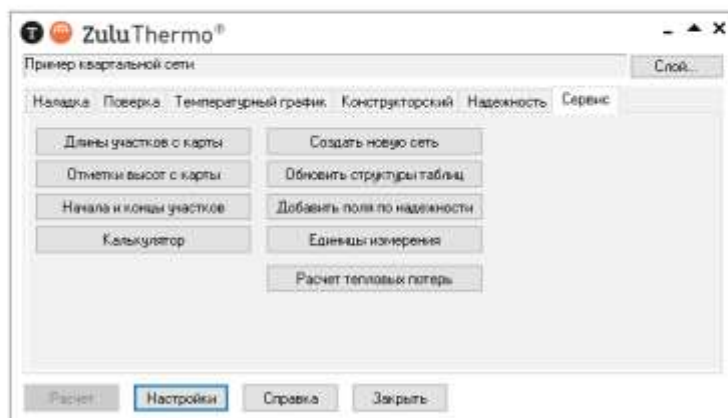 ZuluThermo®
Пример квартальной сети
Слой...
Наладка Поверка Температурный график Конструкторский Надежность Сервис
Длины участков с карты Создать новую сеть
Отметки высот с карты Обновить структуры таблиц
Начала и концы участков Добавить поля по надежности
Калькулятор Единицы измерения
Расчет тепловых потерь
Расчет Настройки Справка Закрыть